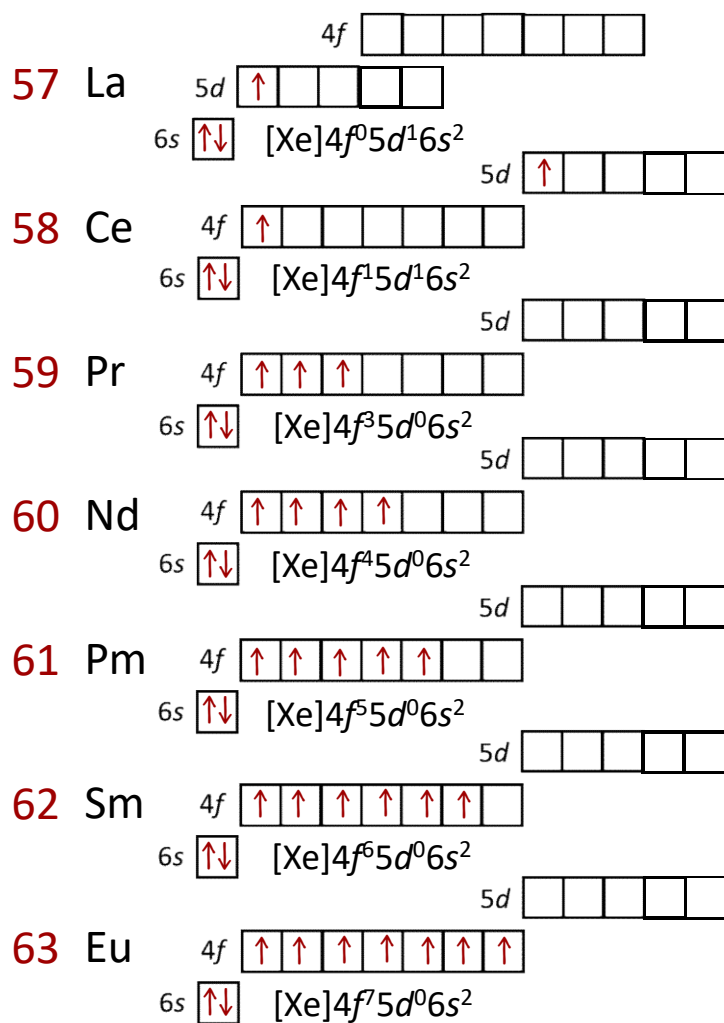 4f
57 La 5d ↑
6s ↑↓ [Xe]4f⁰5d¹6s²
5d ↑
58 Ce 4f ↑
6s ↑↓ [Xe]4f¹5d¹6s²
5d
59 Pr 4f ↑ ↑ ↑
6s ↑↓ [Xe]4f³5d⁰6s²
5d
60 Nd 4f ↑ ↑ ↑ ↑
6s ↑↓ [Xe]4f⁴5d⁰6s²
5d
61 Pm 4f ↑ ↑ ↑ ↑ ↑
6s ↑↓ [Xe]4f⁵5d⁰6s²
5d
62 Sm 4f ↑ ↑ ↑ ↑ ↑ ↑
6s ↑↓ [Xe]4f⁶5d⁰6s²
5d
63 Eu 4f ↑ ↑ ↑ ↑ ↑ ↑ ↑
6s ↑↓ [Xe]4f⁷5d⁰6s²